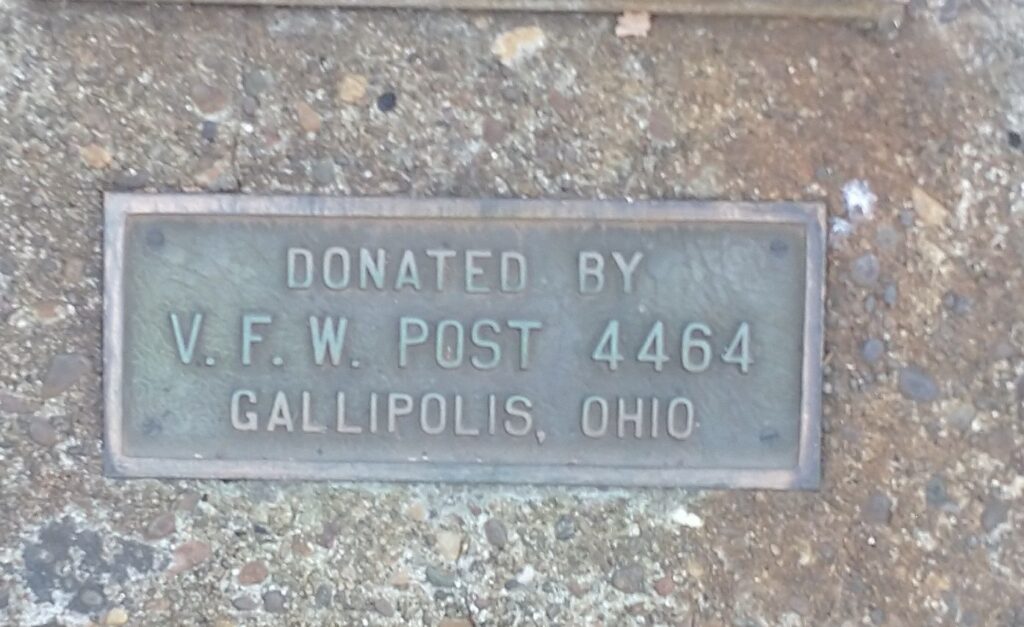 DONATED BY
V. F. W. POST 4464
GALLIPOLIS, OHIO